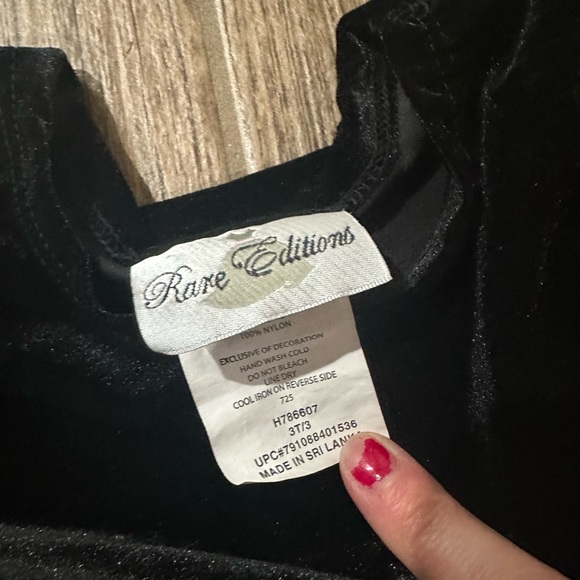 Rare Editions
100% NYLON
EXCLUSIVE OF DECORATION
HAND WASH COLD
DO NOT BLEACH
LINE DRY
COOL IRON ON REVERSE SIDE
725
H786607
3T/3
UPC#791088401536
MADE IN SRI LANKA